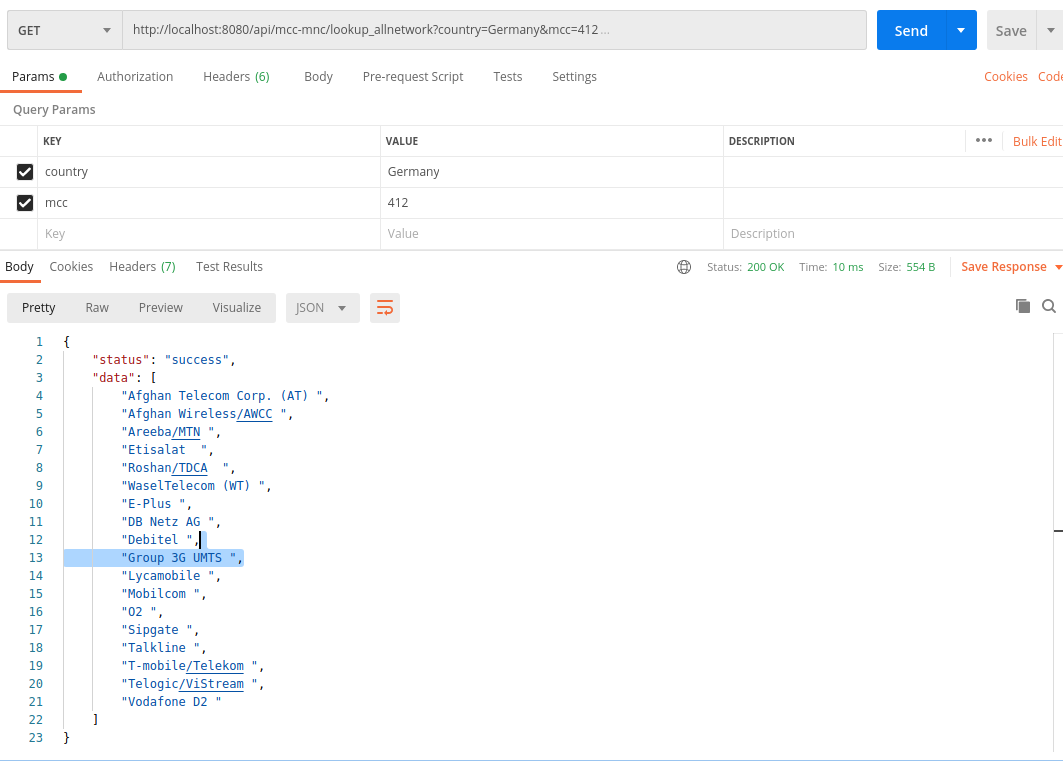 GET http://localhost:8080/api/mcc-mnc/lookup_allnetwork?country=Germany&mcc=412 ... Send Save
Params Authorization Headers (6) Body Pre-request Script Tests Settings Cookies Code
Query Params
KEY VALUE DESCRIPTION ••• Bulk Edit
country Germany
mcc 412
Key Value Description
Body Cookies Headers (7) Test Results Status: 200 OK Time: 10 ms Size: 554 B Save Response
Pretty Raw Preview Visualize JSON
1 {
2 "status": "success",
3 "data": [
4 "Afghan Telecom Corp. (AT) ",
5 "Afghan Wireless/AWCC ",
6 "Areeba/MTN ",
7 "Etisalat  ",
8 "Roshan/TDCA  ",
9 "WaselTelecom (WT) ",
10 "E-Plus ",
11 "DB Netz AG ",
12 "Debitel ",
13 "Group 3G UMTS ",
14 "Lycamobile ",
15 "Mobilcom ",
16 "O2 ",
17 "Sipgate ",
18 "Talkline ",
19 "T-mobile/Telekom ",
20 "Telogic/ViStream ",
21 "Vodafone D2 "
22 ]
23 }